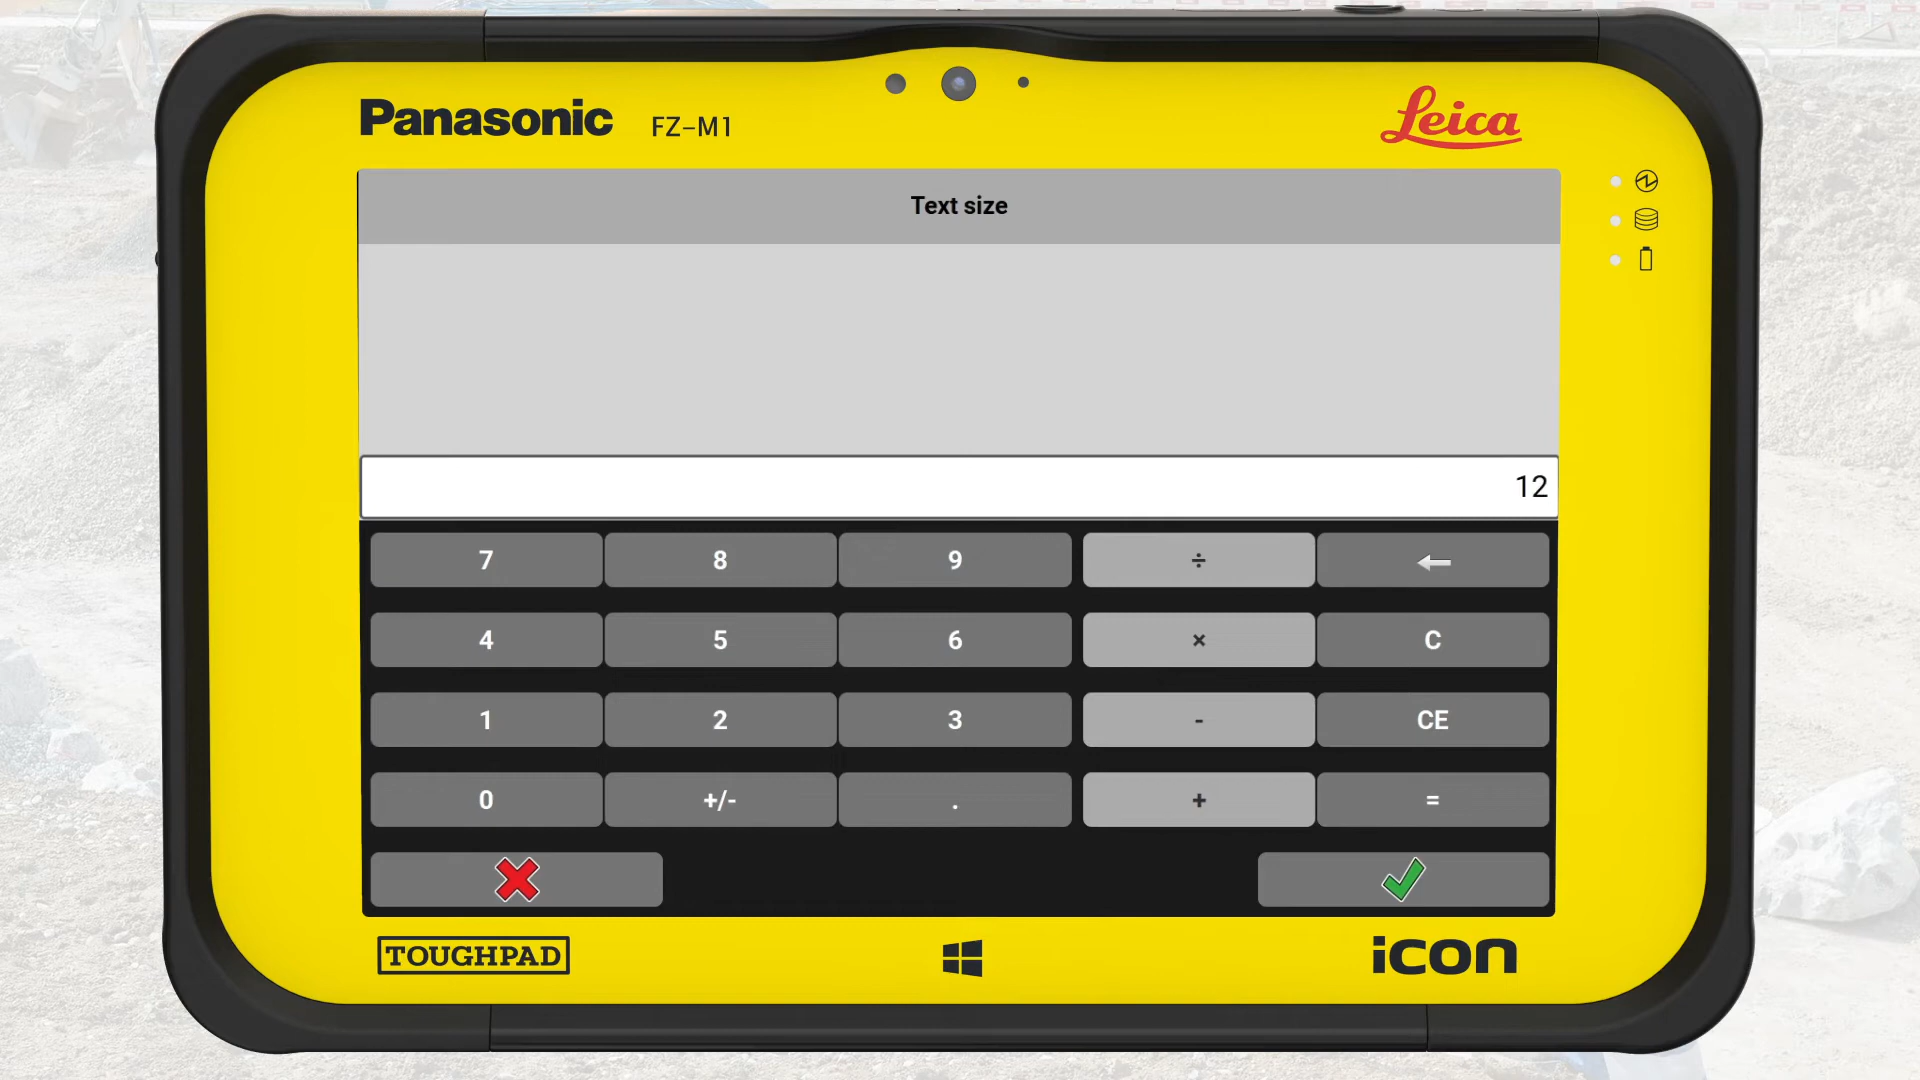 Panasonic FZ-M1 Leica
Text size
12
7 8 9 ÷
4 5 6 × C
1 2 3 - CE
0 +/- . + =
TOUGHPAD icon